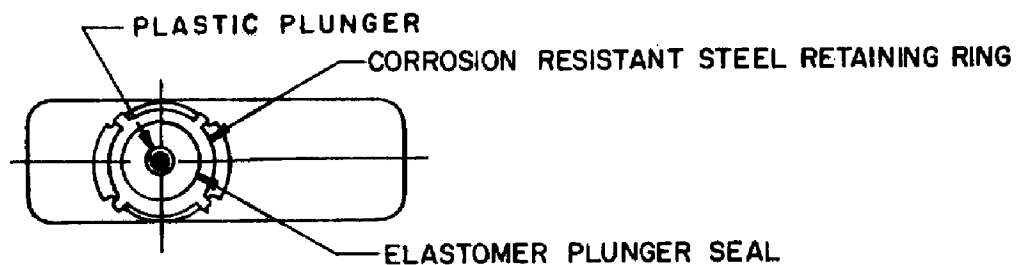 PLASTIC PLUNGER
CORROSION RESISTANT STEEL RETAINING RING
ELASTOMER PLUNGER SEAL